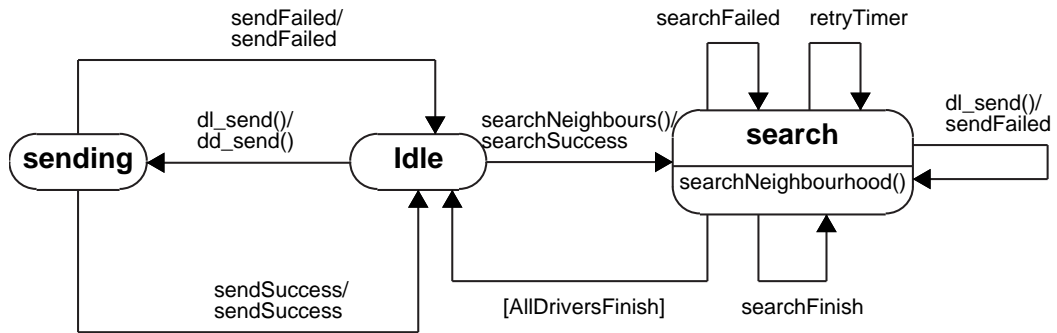 sendFailed/
sendFailed
searchFailed
retryTimer
dl_send()/
dd_send()
searchNeighbours()/
searchSuccess
dl_send()/
sendFailed
sending
Idle
search
searchNeighbourhood()
sendSuccess/
sendSuccess
[AllDriversFinish]
searchFinish